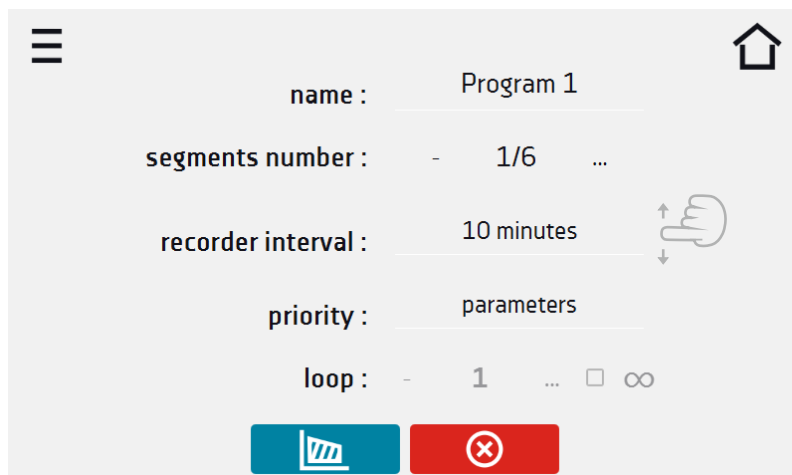 name : Program 1
segments number : - 1/6 ...
recorder interval : 10 minutes
priority : parameters
loop : - 1 ... ∞